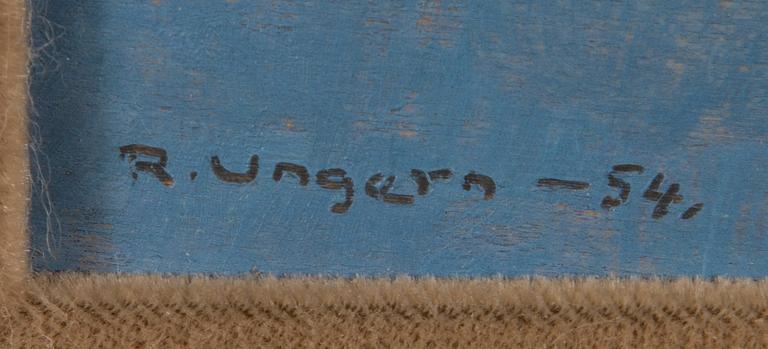 R. Ungern - 54.